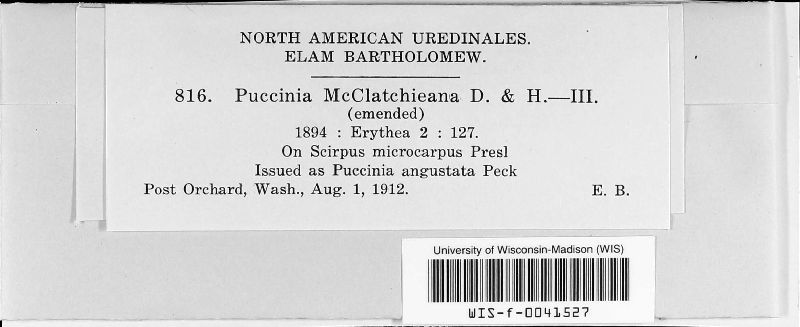 NORTH AMERICAN UREDINALES.
ELAM BARTHOLOMEW.
816. Puccinia McClatchieana D. & H.—III.
(emended)
1894 : Erythea 2 : 127.
On Scirpus microcarpus Presl
Issued as Puccinia angustata Peck
Post Orchard, Wash., Aug. 1, 1912. E. B.
University of Wisconsin-Madison (WIS)
WIS-f-0041527